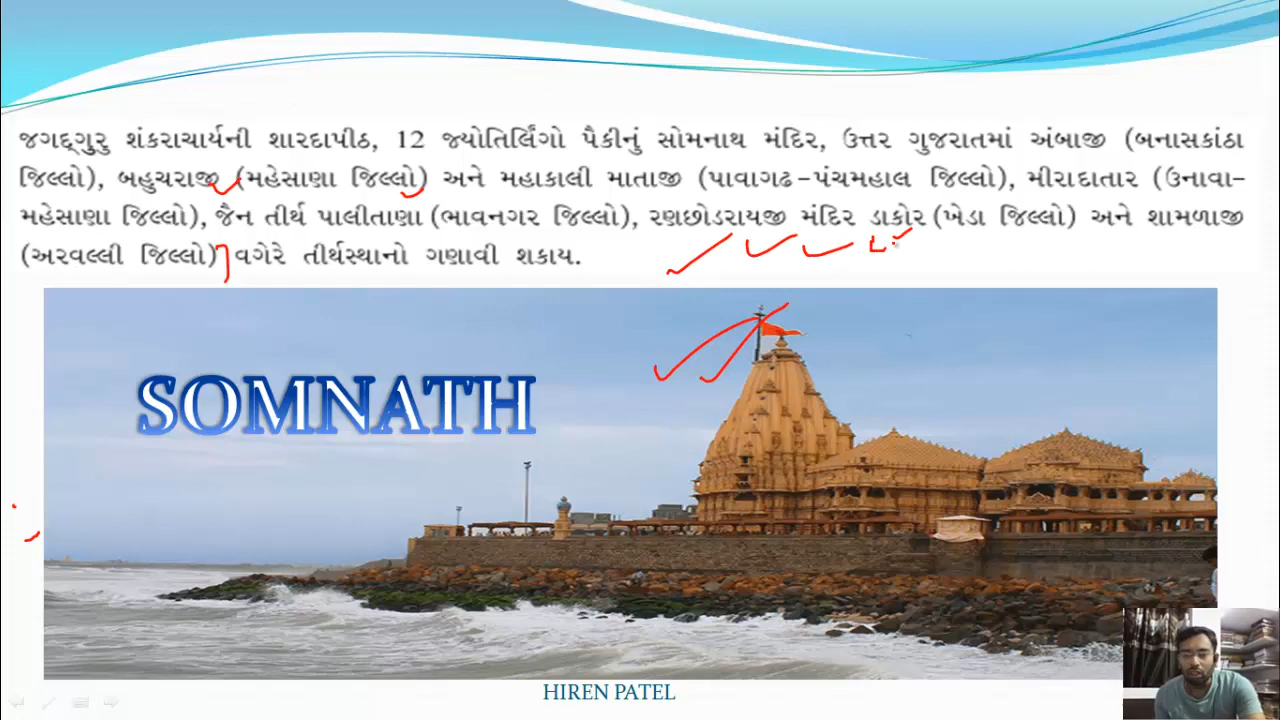 જગદ્ગુરુ શંકરાચાર્યની શારદાપીઠ, 12 જ્યોતિર્લિંગો પૈકીનું સોમનાથ મંદિર, ઉત્તર ગુજરાતમાં અંબાજી (બનાસકાંઠા
જિલ્લો), બહુચરાજી (મહેસાણા જિલ્લો) અને મહાકાલી માતાજી (પાવાગઢ-પંચમહાલ જિલ્લો), મીરાદાતાર (ઉનાવા-
મહેસાણા જિલ્લો), જૈન તીર્થ પાલીતાણા (ભાવનગર જિલ્લો), રણછોડરાયજી મંદિર ડાકોર (ખેડા જિલ્લો) અને શામળાજી
(અરવલ્લી જિલ્લો) વગેરે તીર્થસ્થાનો ગણાવી શકાય.
SOMNATH
HIREN PATEL